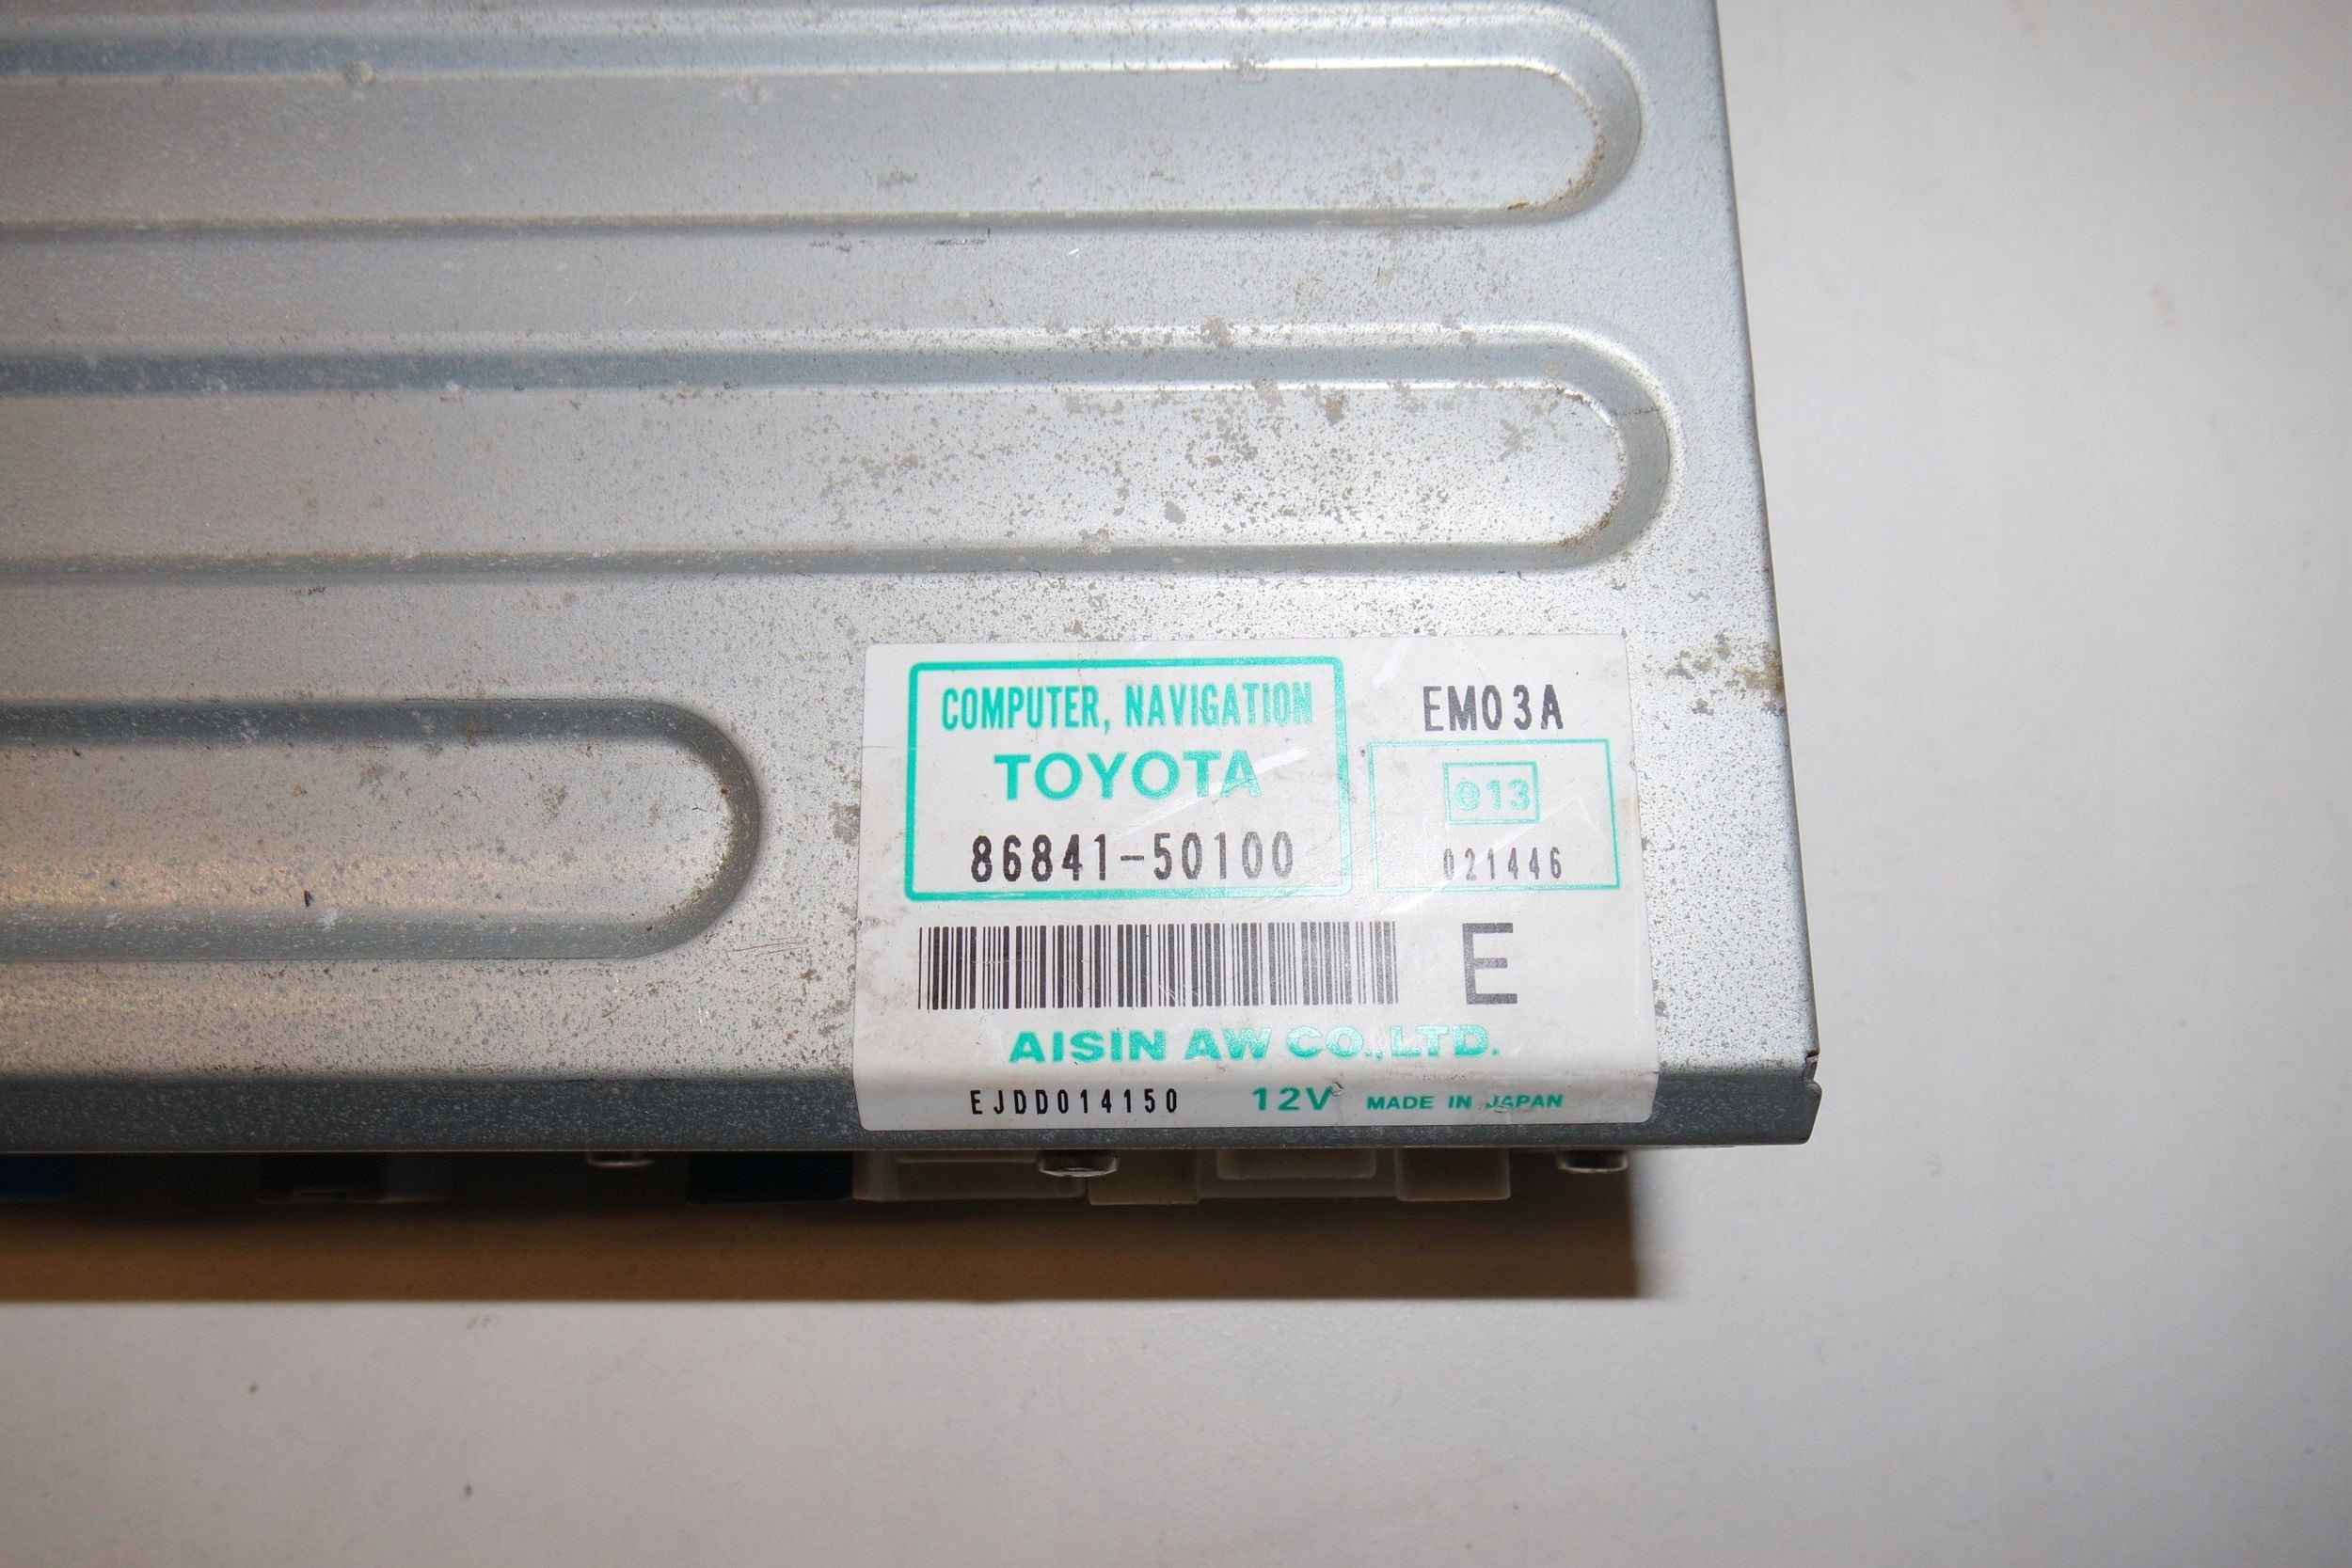 COMPUTER, NAVIGATION
TOYOTA
86841-50100
EM03A
e13
021446
E
AISIN AW CO.,LTD.
EJDD014150 12V MADE IN JAPAN